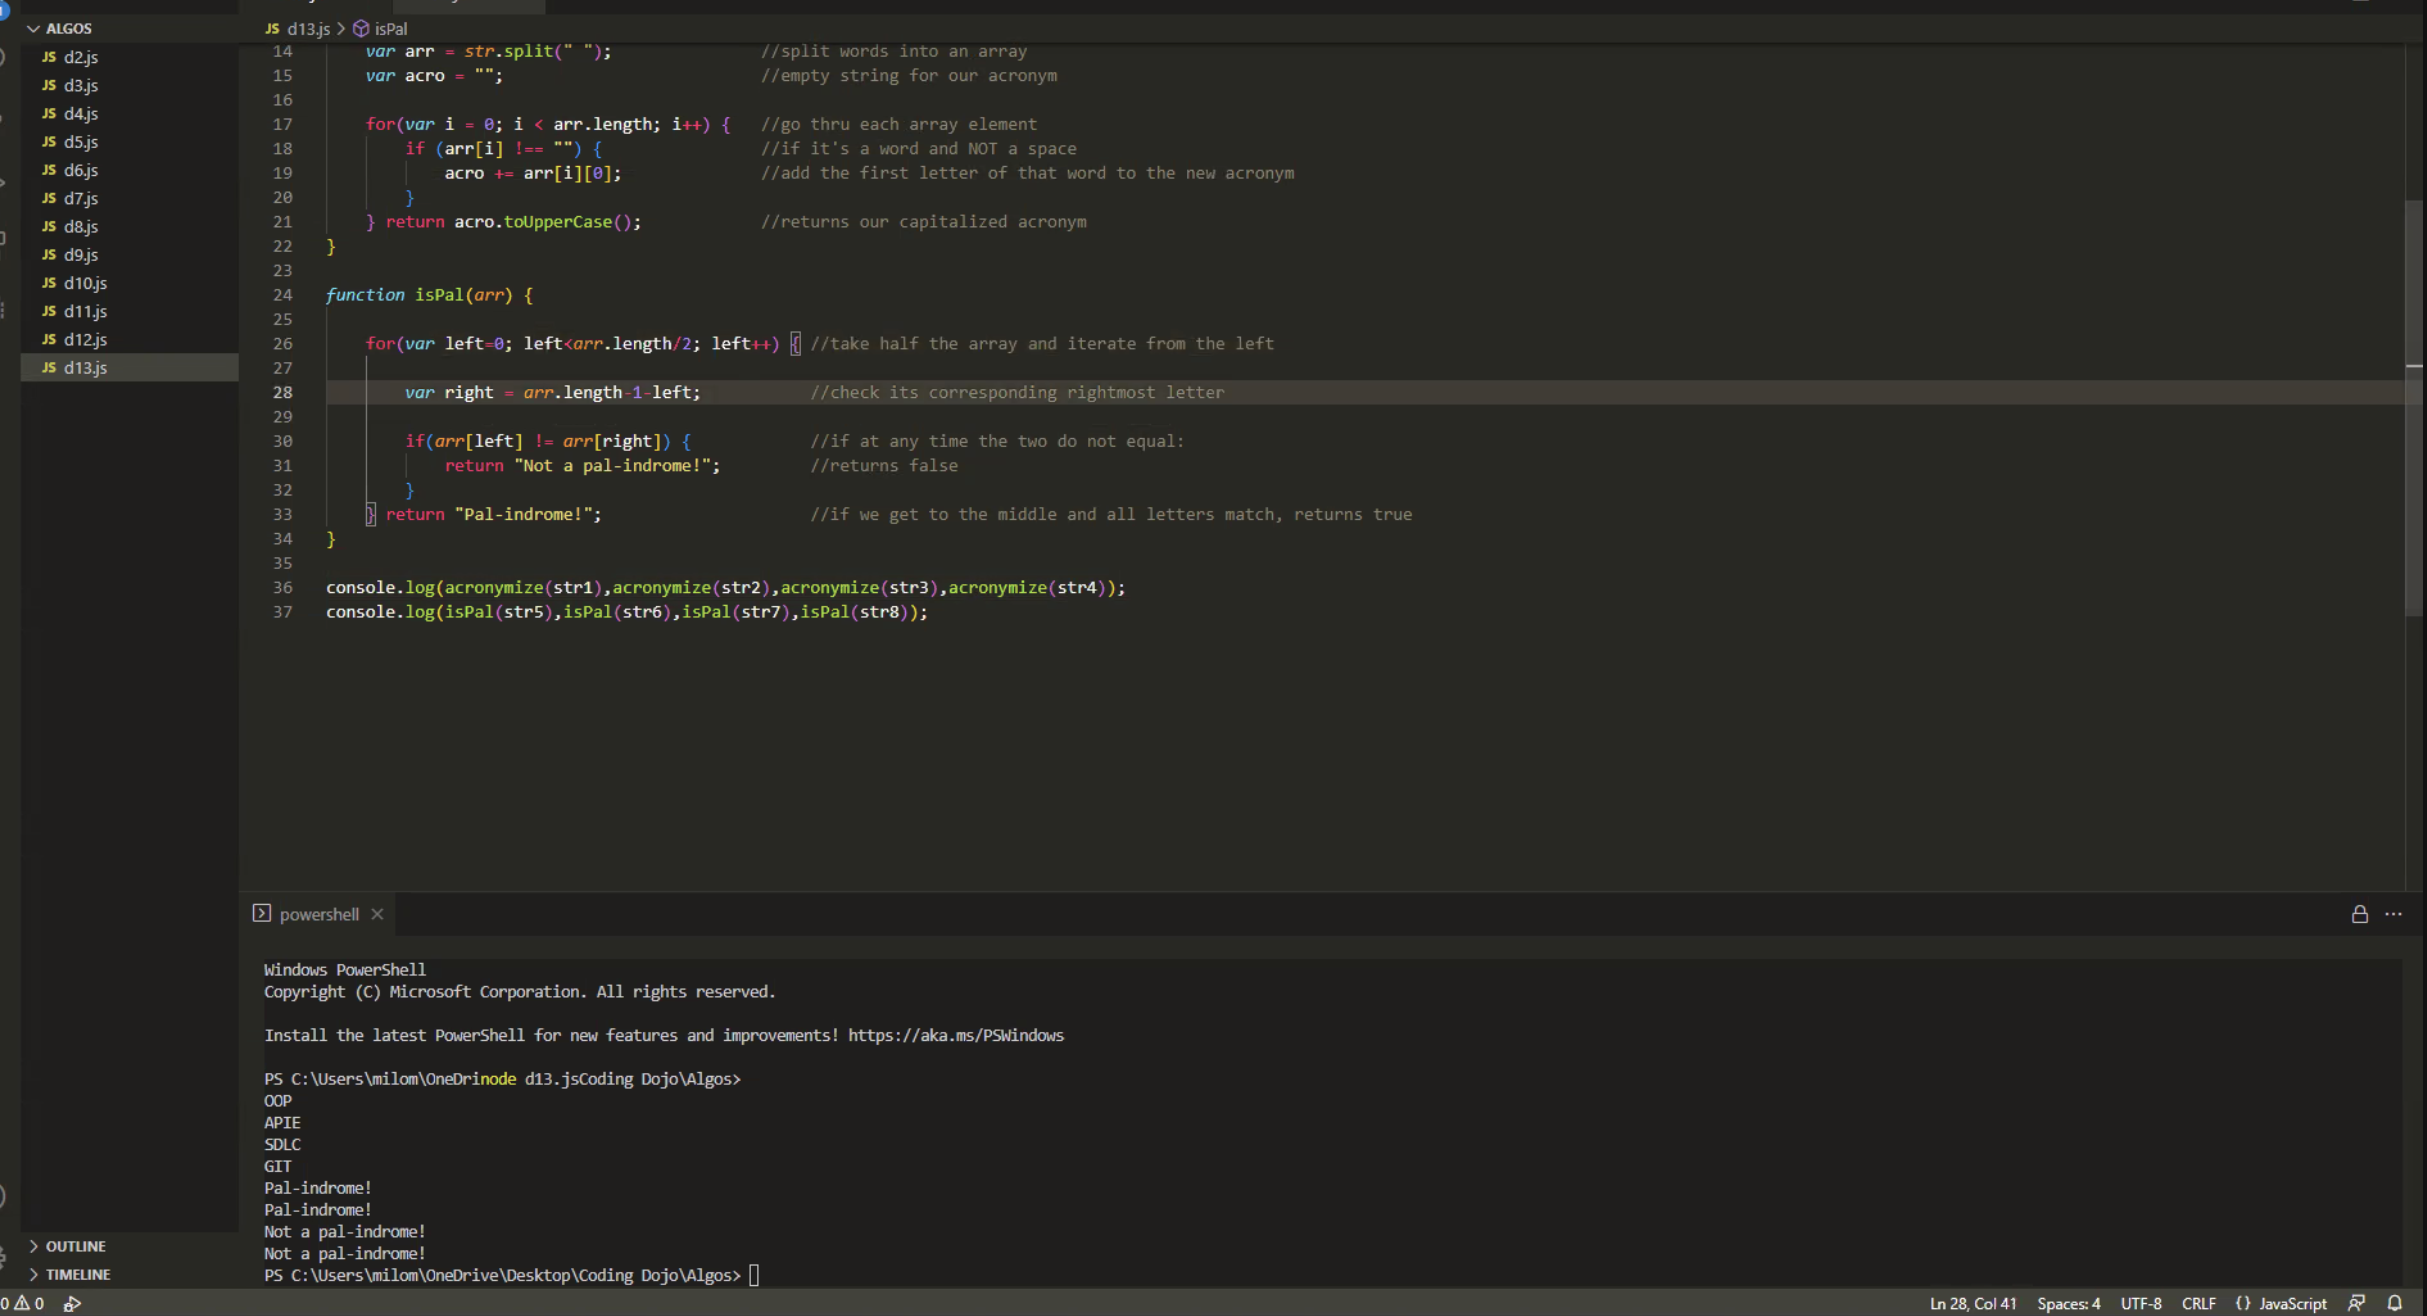 ALGOS
JS d2.js
JS d3.js
JS d4.js
JS d5.js
JS d6.js
JS d7.js
JS d8.js
JS d9.js
JS d10.js
JS d11.js
JS d12.js
JS d13.js
OUTLINE
TIMELINE
JS d13.js > isPal
14 var arr = str.split(" "); //split words into an array
15 var acro = ""; //empty string for our acronym
16
17 for(var i = 0; i < arr.length; i++) { //go thru each array element
18 if (arr[i] !== "") { //if it's a word and NOT a space
19 acro += arr[i][0]; //add the first letter of that word to the new acronym
20 }
21 } return acro.toUpperCase(); //returns our capitalized acronym
22 }
23
24 function isPal(arr) {
25
26 for(var left=0; left<arr.length/2; left++) { //take half the array and iterate from the left
27
28 var right = arr.length-1-left; //check its corresponding rightmost letter
29
30 if(arr[left] != arr[right]) { //if at any time the two do not equal:
31 return "Not a pal-indrome!"; //returns false
32 }
33 } return "Pal-indrome!"; //if we get to the middle and all letters match, returns true
34 }
35
36 console.log(acronymize(str1),acronymize(str2),acronymize(str3),acronymize(str4));
37 console.log(isPal(str5),isPal(str6),isPal(str7),isPal(str8));
powershell
Windows PowerShell
Copyright (C) Microsoft Corporation. All rights reserved.
Install the latest PowerShell for new features and improvements! https://aka.ms/PSWindows
PS C:\Users\milom\OneDrinode d13.jsCoding Dojo\Algos>
OOP
APIE
SDLC
GIT
Pal-indrome!
Pal-indrome!
Not a pal-indrome!
Not a pal-indrome!
PS C:\Users\milom\OneDrive\Desktop\Coding Dojo\Algos>
0 0
Ln 28, Col 41 Spaces: 4 UTF-8 CRLF {} JavaScript